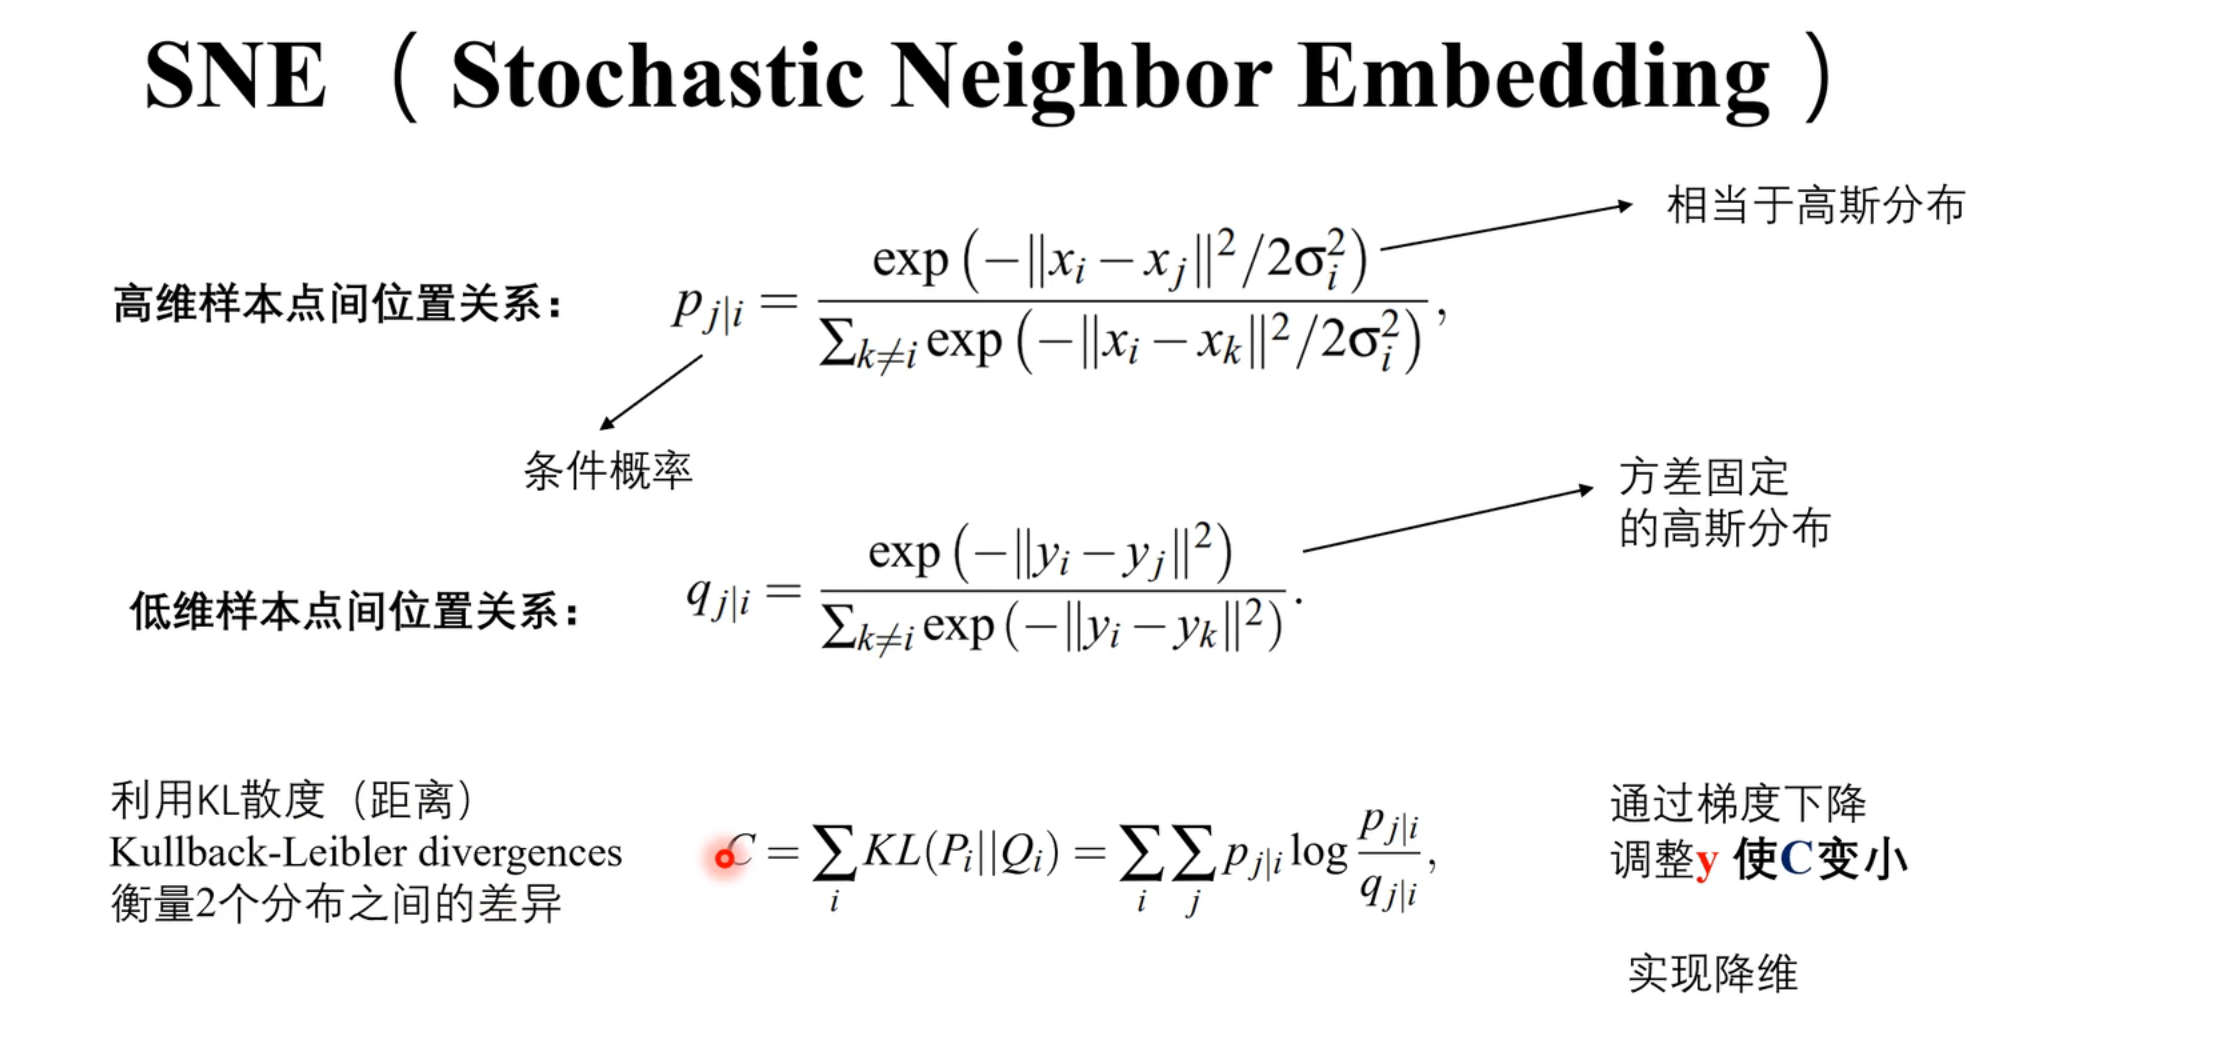 SNE（Stochastic Neighbor Embedding）
相当于高斯分布
高维样本点间位置关系： p_{j|i} = \frac{\exp(-||x_i - x_j||^2/2σ_i^2)}{\sum_{k≠i} \exp(-||x_i - x_k||^2/2σ_i^2)},
条件概率
方差固定
的高斯分布
低维样本点间位置关系： q_{j|i} = \frac{\exp(-||y_i - y_j||^2)}{\sum_{k≠i} \exp(-||y_i - y_k||^2)}.
利用KL散度（距离）
Kullback-Leibler divergences
衡量2个分布之间的差异
C = \sum_i KL(P_i||Q_i) = \sum_i \sum_j p_{j|i} \log \frac{p_{j|i}}{q_{j|i}},
通过梯度下降
调整y 使C变小
实现降维